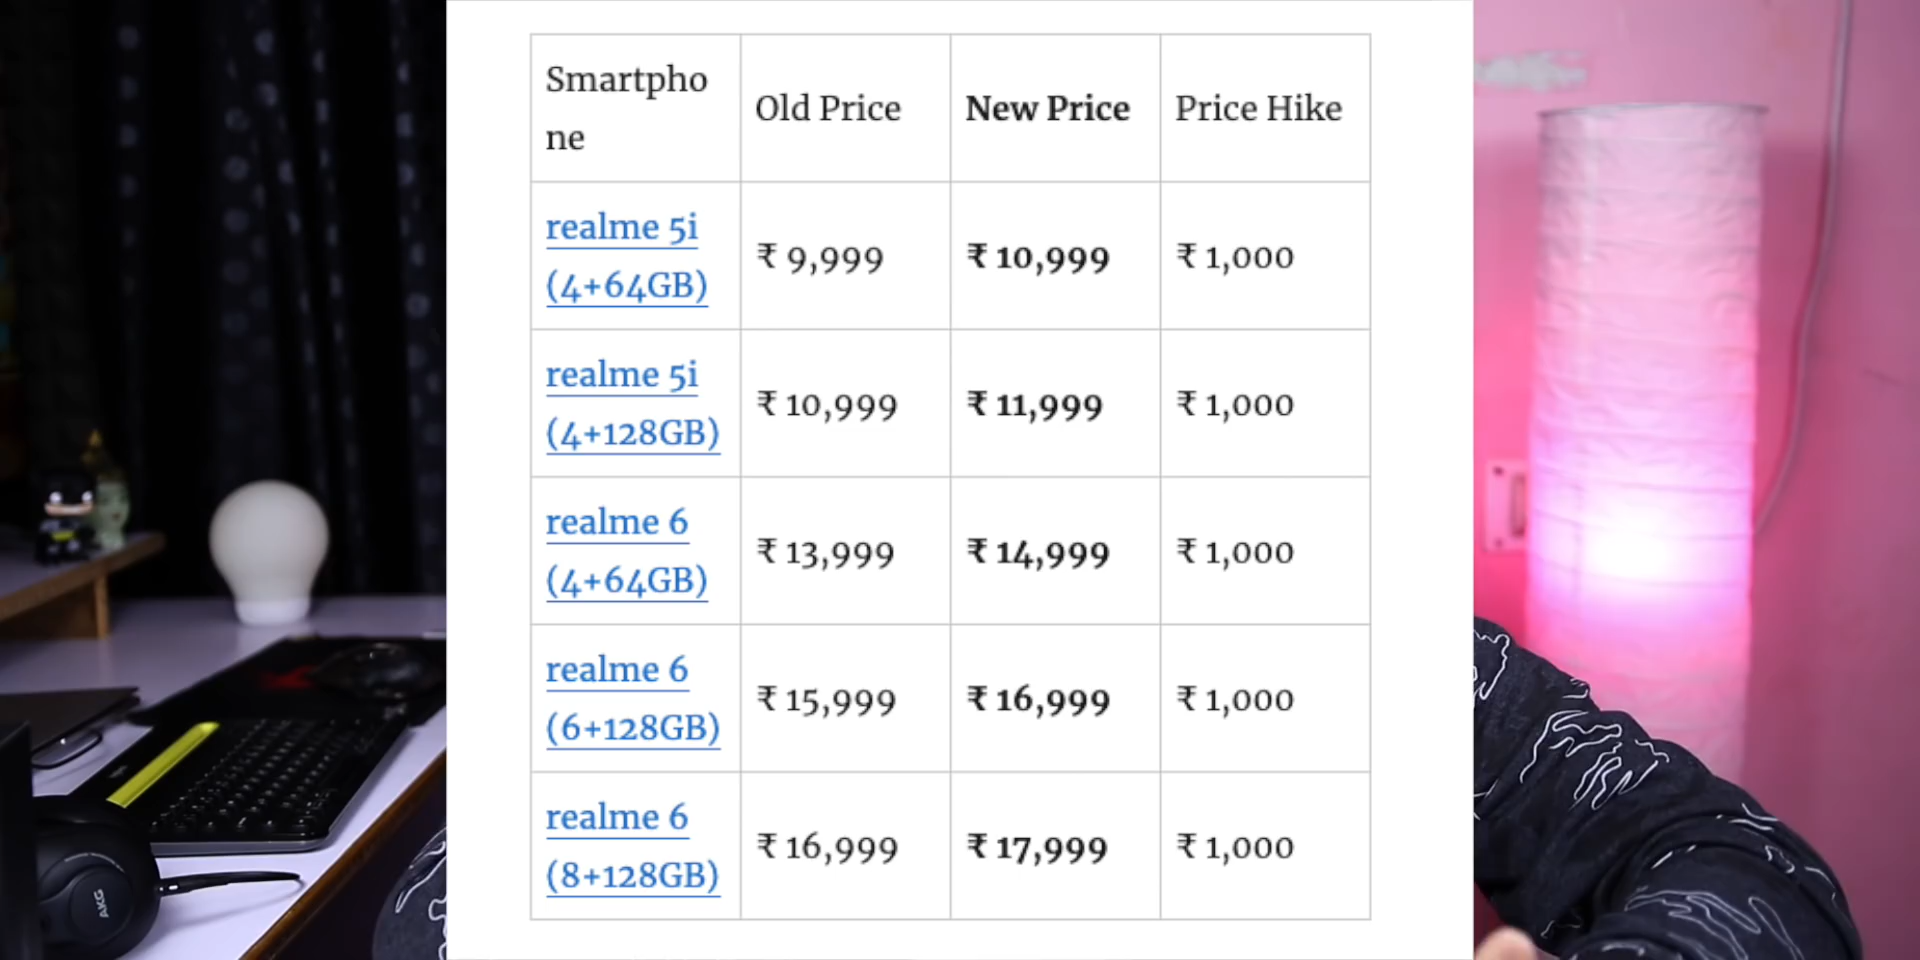 Smartpho
ne
Old Price
New Price
Price Hike
realme 5i
(4+64GB)
₹ 9,999
₹ 10,999
₹ 1,000
realme 5i
(4+128GB)
₹ 10,999
₹ 11,999
₹ 1,000
realme 6
(4+64GB)
₹ 13,999
₹ 14,999
₹ 1,000
realme 6
(6+128GB)
₹ 15,999
₹ 16,999
₹ 1,000
realme 6
(8+128GB)
₹ 16,999
₹ 17,999
₹ 1,000
AKG